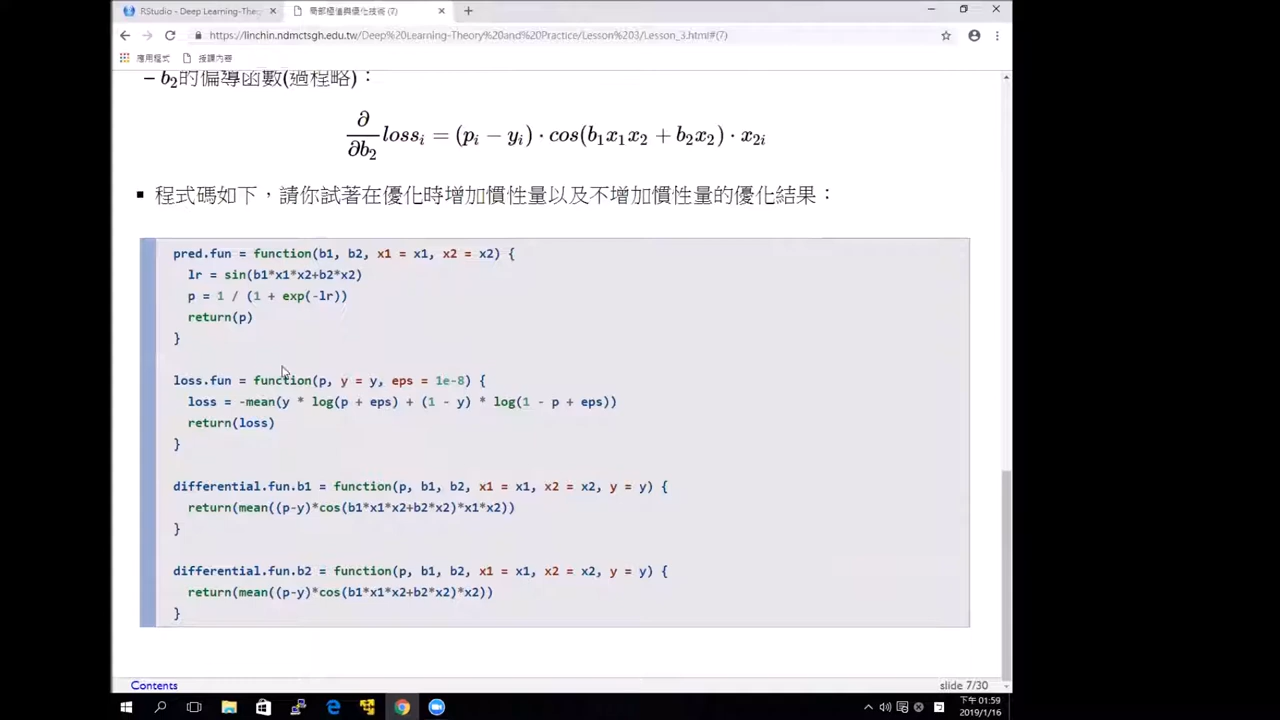 RStudio - Deep Learning-The
局部極值與優化技術 (7)
https://linchin.ndmctsgh.edu.tw/Deep%20Learning-Theory%20and%20Practice/Lesson%203/Lesson_3.html#(7)
應用程式 授課內容
– b₂的偏導函數(過程略)：
∂/∂b₂ lossᵢ = (pᵢ − yᵢ) · cos(b₁x₁x₂ + b₂x₂) · x₂ᵢ
▪ 程式碼如下，請你試著在優化時增加慣性量以及不增加慣性量的優化結果：
pred.fun = function(b1, b2, x1 = x1, x2 = x2) {
  lr = sin(b1*x1*x2+b2*x2)
  p = 1 / (1 + exp(-lr))
  return(p)
}
loss.fun = function(p, y = y, eps = 1e-8) {
  loss = -mean(y * log(p + eps) + (1 - y) * log(1 - p + eps))
  return(loss)
}
differential.fun.b1 = function(p, b1, b2, x1 = x1, x2 = x2, y = y) {
  return(mean((p-y)*cos(b1*x1*x2+b2*x2)*x1*x2))
}
differential.fun.b2 = function(p, b1, b2, x1 = x1, x2 = x2, y = y) {
  return(mean((p-y)*cos(b1*x1*x2+b2*x2)*x2))
}
Contents
slide 7/30
下午 01:59
2019/1/16